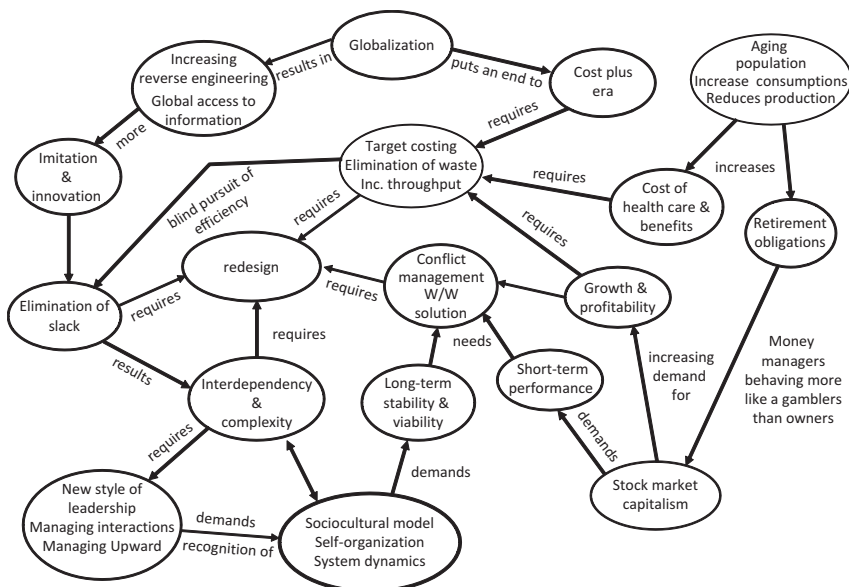 Globalization
results in
puts an end to
Increasing
reverse engineering
Global access to
information
Cost plus
era
Aging
population
Increase consumptions
Reduces production
more
requires
Imitation
&
innovation
Target costing
Elimination of waste
Inc. throughput
requires
increases
Cost of
health care &
benefits
blind pursuit of
efficiency
requires
requires
Retirement
obligations
redesign
Conflict
management
W/W
solution
Growth &
profitability
Elimination of
slack
requires
requires
requires
needs
results
Interdependency
&
complexity
Long-term
stability &
viability
Short-term
performance
increasing
demand
for
Money
managers
behaving more
like a gamblers
than owners
requires
demands
demands
New style of
leadership
Managing interactions
Managing Upward
demands
recognition of
Sociocultural model
Self-organization
System dynamics
Stock market
capitalism